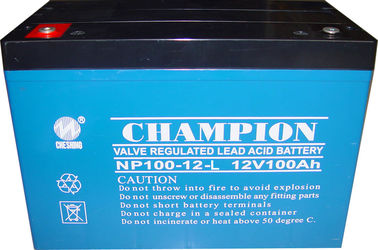 CHESHING
®
CHAMPION
VALVE REGULATED LEAD ACID BATTERY
NP100-12-L 12V100Ah
CAUTION
Do not throw into fire to avoid explosion
Do not unscrew or disassemble any fitting parts
Do not short battery terminals
Do not charge in a sealed container
Do not incinerate or heat above 50 degree C.